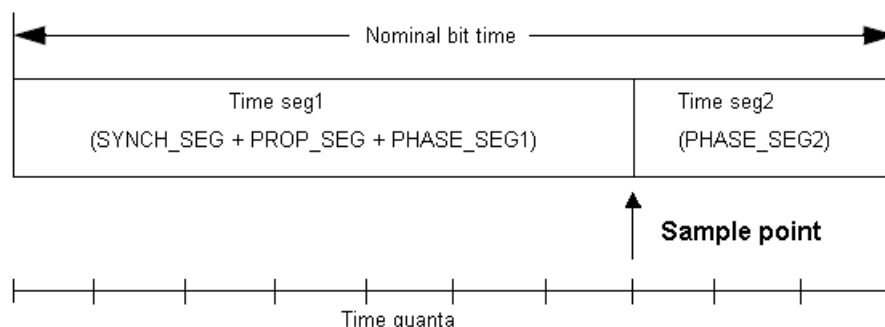 Nominal bit time
Time seg1
(SYNCH_SEG + PROP_SEG + PHASE_SEG1)
Time seg2
(PHASE_SEG2)
Sample point
Time quanta